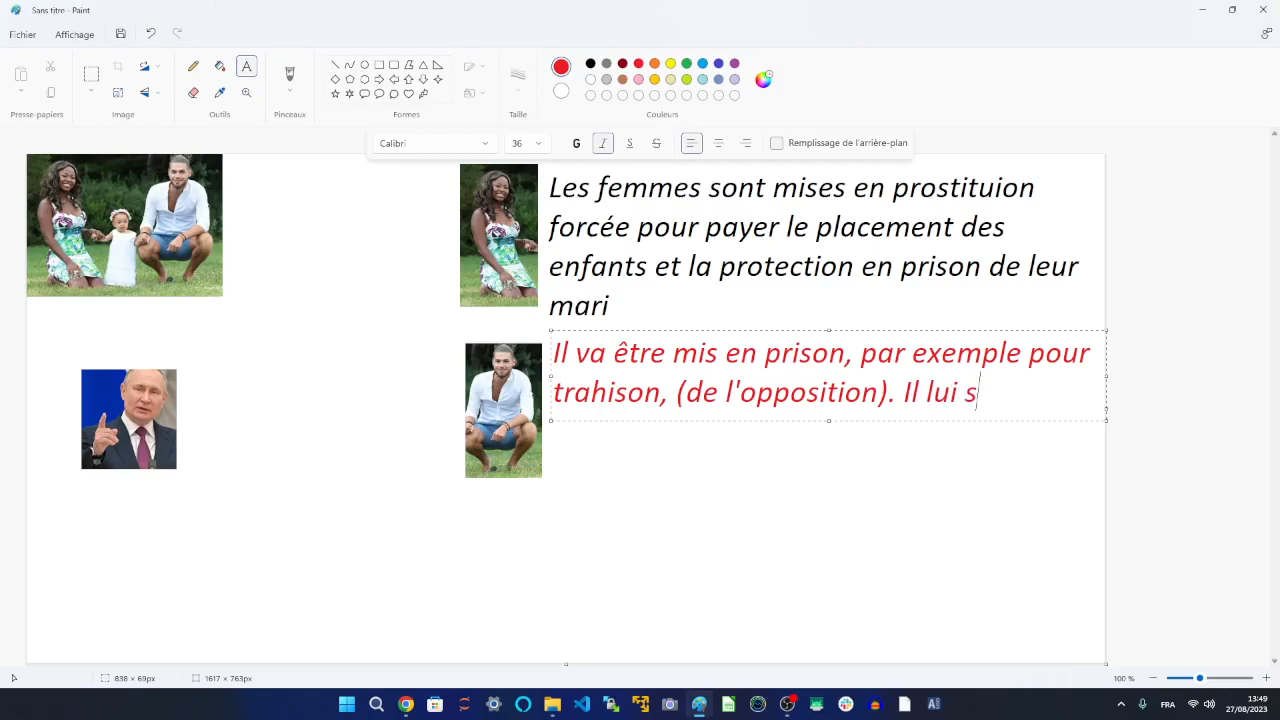 Sans titre - Paint
Fichier Affichage
Presse-papiers Image Outils Pinceaux Formes Taille Couleurs
Calibri 36 G I S S Remplissage de l'arrière-plan
Les femmes sont mises en prostituion
forcée pour payer le placement des
enfants et la protection en prison de leur
mari
Il va être mis en prison, par exemple pour
trahison, (de l'opposition). Il lui s
838 × 69px 1617 × 763px 100 %
FRA 13:49
27/08/2023